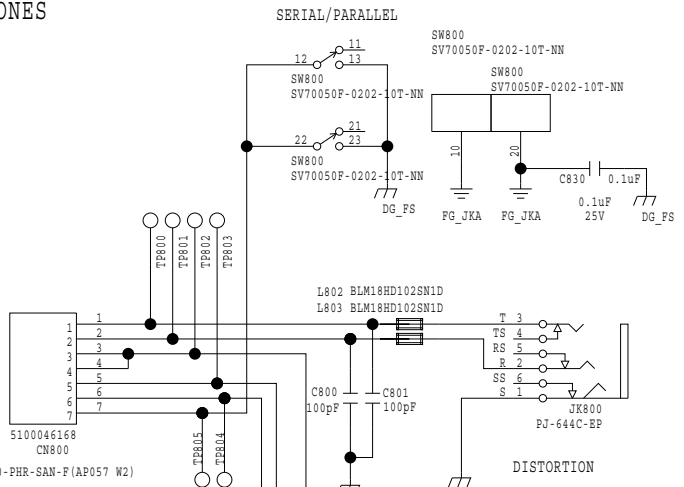 ONES
SERIAL/PARALLEL
SW800
SV70050F-0202-10T-NN
SW800
SV70050F-0202-10T-NN
11
12 13
SW800
SV70050F-0202-10T-NN
21
22 23
SW800
SV70050F-0202-10T-NN
10 20
C830 0.1uF
0.1uF
25V
DG_FS FG_JKA FG_JKA DG_FS
TP800 TP801 TP802 TP803
L802 BLM18HD102SN1D
L803 BLM18HD102SN1D
1 1
2 2
3 3
4 4
5 5
6 6
7 7
T 3
TS 4
RS 5
R 2
SS 6
S 1
C800
100pF
C801
100pF
JK800
PJ-644C-EP
5100046168
CN800
-PHR-SAN-F(AP057 W2)
TP805 TP804
DISTORTION